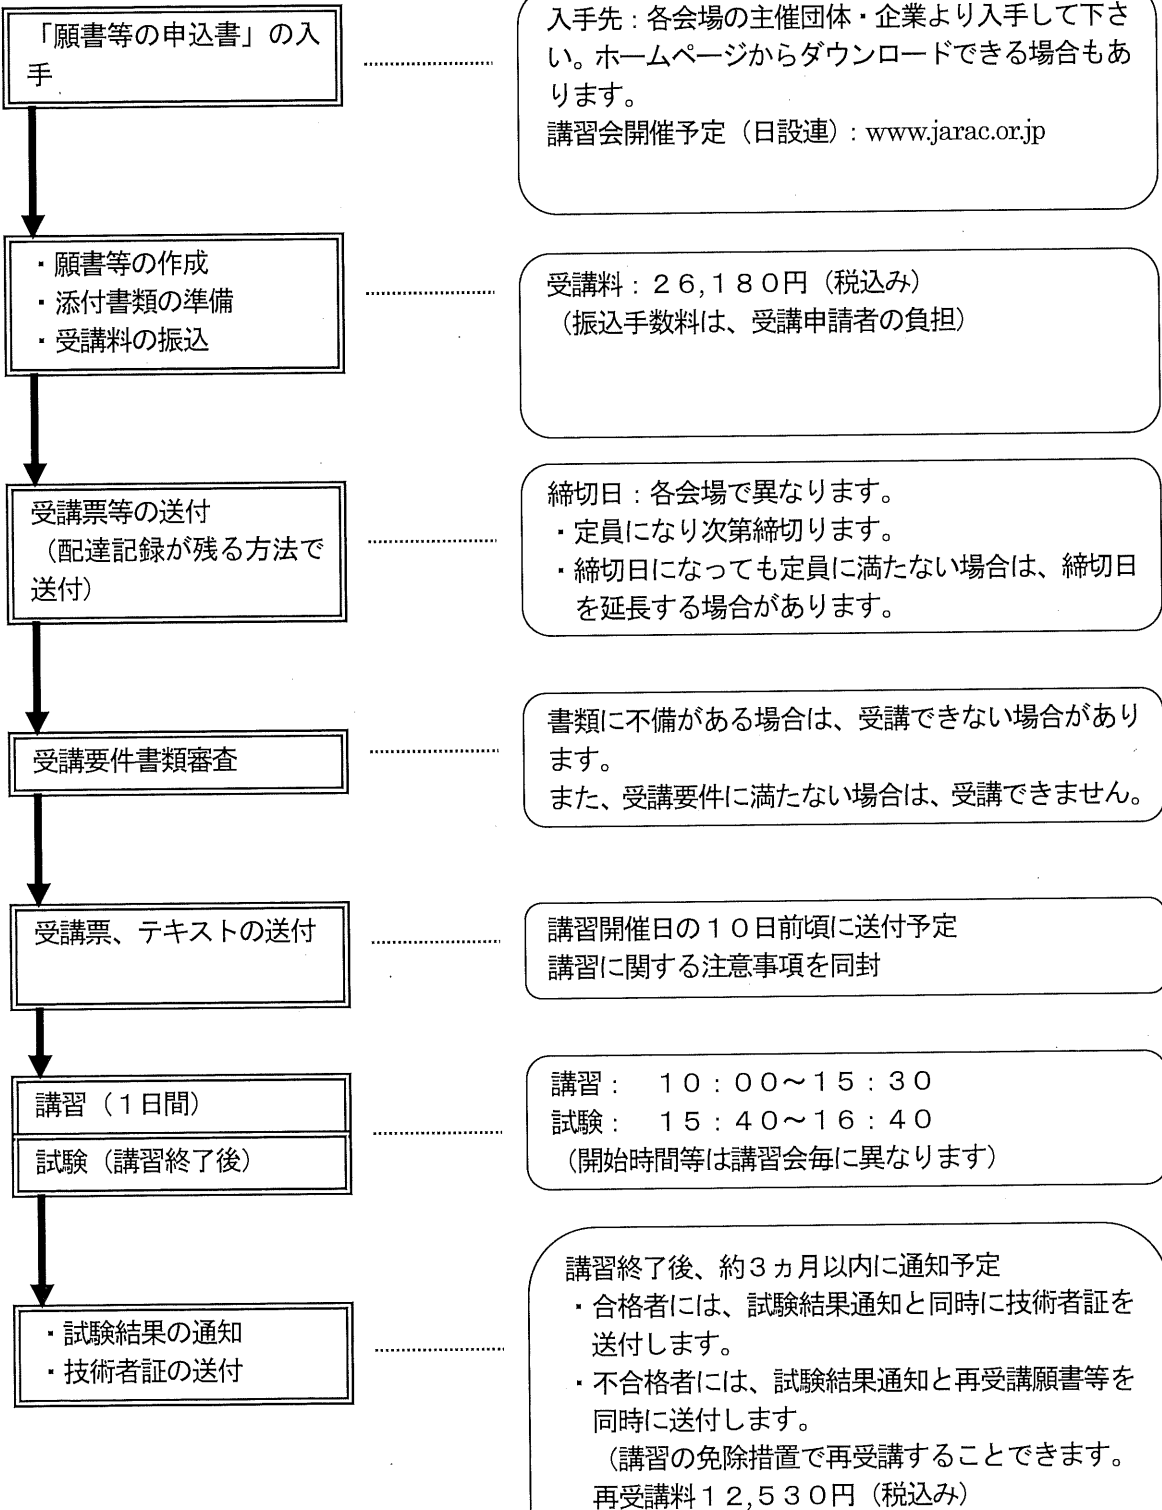 「願書等の申込書」の入
手
入手先：各会場の主催団体・企業より入手して下さ
い。ホームページからダウンロードできる場合もあ
ります。
講習会開催予定（日設連）：www.jarac.or.jp
・願書等の作成
・添付書類の準備
・受講料の振込
受講料：２６,１８０円（税込み）
（振込手数料は、受講申請者の負担）
受講票等の送付
（配達記録が残る方法で
送付）
締切日：各会場で異なります。
・定員になり次第締切ります。
・締切日になっても定員に満たない場合は、締切日
を延長する場合があります。
受講要件書類審査
書類に不備がある場合は、受講できない場合があり
ます。
また、受講要件に満たない場合は、受講できません。
受講票、テキストの送付
講習開催日の１０日前頃に送付予定
講習に関する注意事項を同封
講習（１日間）
試験（講習終了後）
講習：　１０：００～１５：３０
試験：　１５：４０～１６：４０
（開始時間等は講習会毎に異なります）
・試験結果の通知
・技術者証の送付
講習終了後、約３ヵ月以内に通知予定
・合格者には、試験結果通知と同時に技術者証を
送付します。
・不合格者には、試験結果通知と再受講願書等を
同時に送付します。
（講習の免除措置で再受講することできます。
再受講料１２,５３０円（税込み）